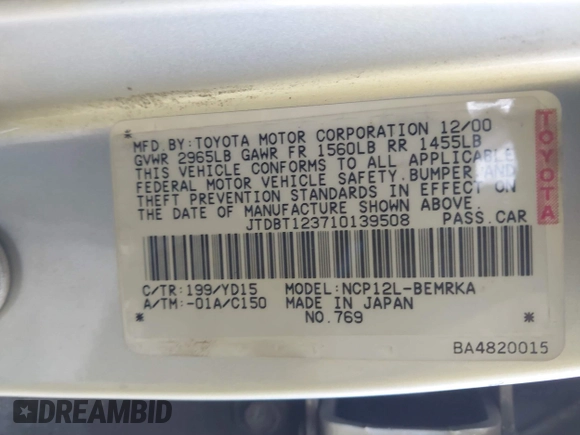 MFD. BY: TOYOTA MOTOR CORPORATION 12/00
GVWR 2965LB GAWR FR 1560LB RR 1455LB
THIS VEHICLE CONFORMS TO ALL APPLICABLE
FEDERAL MOTOR VEHICLE SAFETY, BUMPER, AND
THEFT PREVENTION STANDARDS IN EFFECT ON
THE DATE OF MANUFACTURE SHOWN ABOVE.
JTDBT123710139508 PASS. CAR
TOYOTA
C/TR: 199/YD15 MODEL: NCP12L-BEMRKA
A/TM: -01A/C150 MADE IN JAPAN
* NO. 769 *
BA4820015
DREAMBID